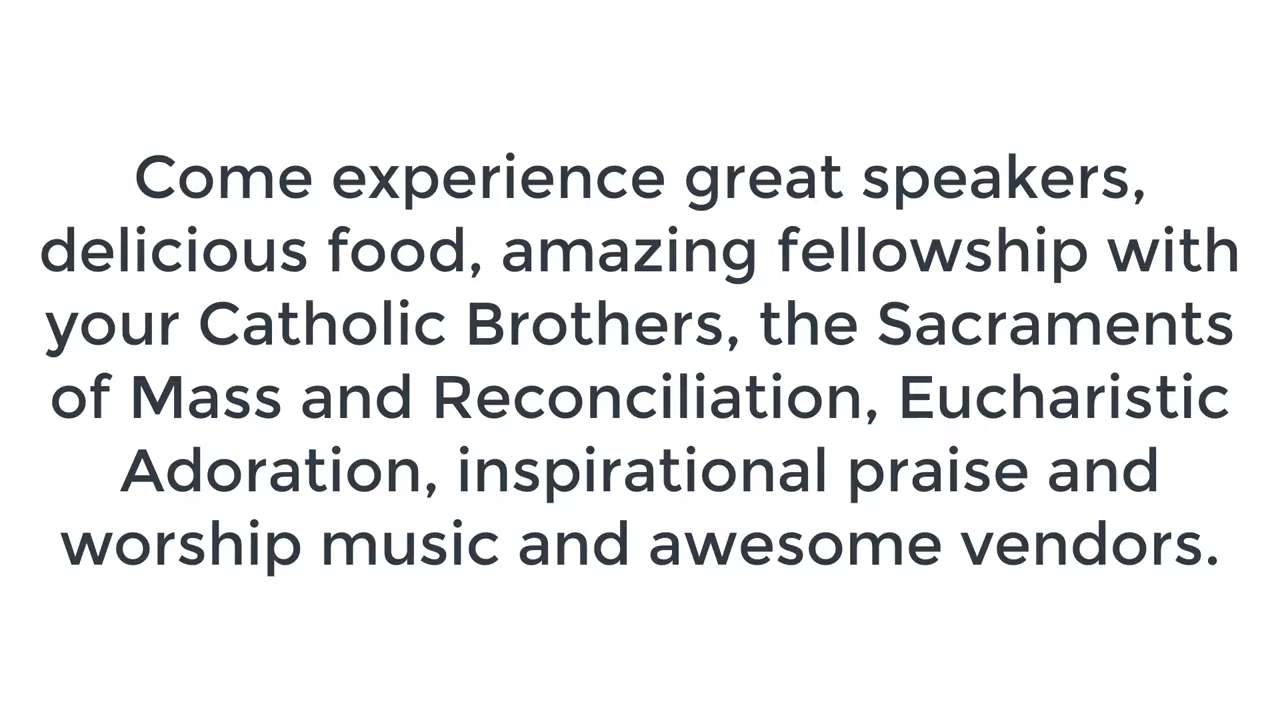 Come experience great speakers,
delicious food, amazing fellowship with
your Catholic Brothers, the Sacraments
of Mass and Reconciliation, Eucharistic
Adoration, inspirational praise and
worship music and awesome vendors.